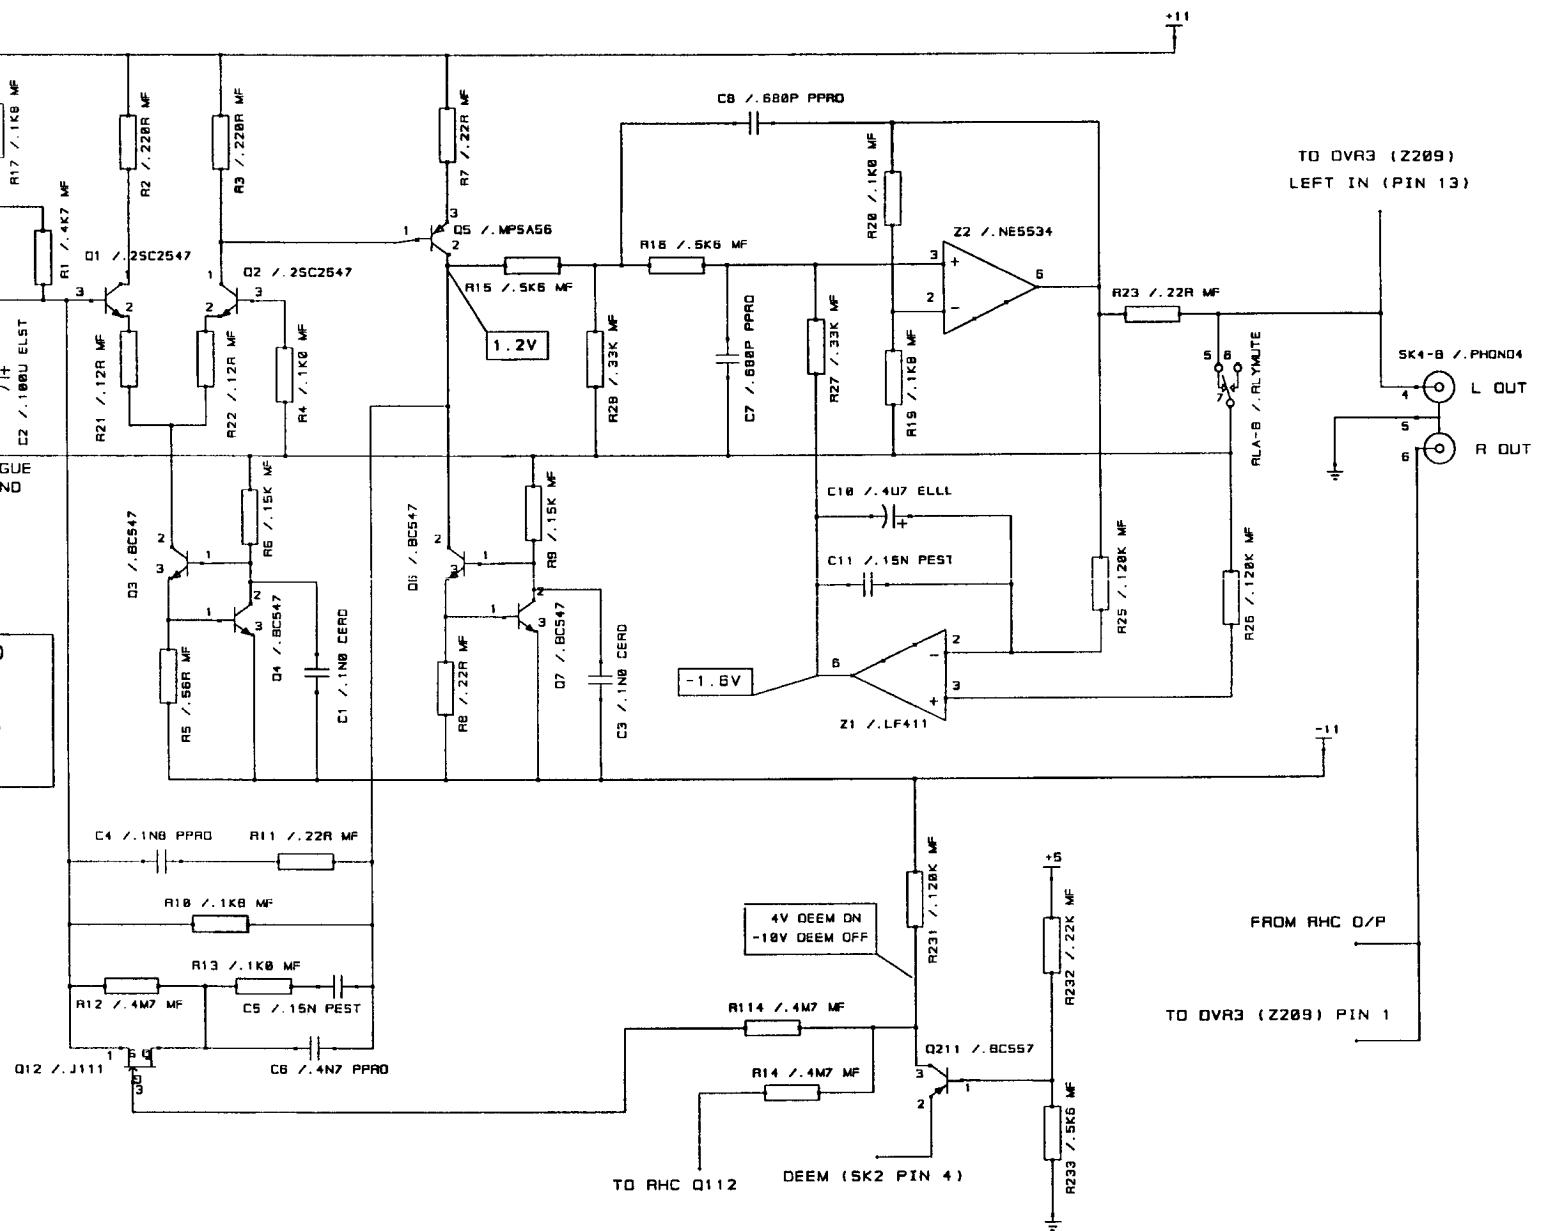 +11
R17 /.1K8 MF
R2 /.220R MF
R3 /.220R MF
R7 /.22R MF
C8 /.680P PPRO
R20 /.1K0 MF
TO DVR3 (Z209)
LEFT IN (PIN 13)
R1 /.4K7 MF
Q1 /.2SC2547
Q2 /.2SC2547
Q5 /.MPSA56
R15 /.5K6 MF
R16 /.5K6 MF
Z2 /.NE5534
R23 /.22R MF
1.2V
C2 /.100U ELST
R21 /.12R MF
R22 /.12R MF
R4 /.1K0 MF
R28 /.33K MF
C7 /.680P PPRO
R27 /.33K MF
R19 /.1K8 MF
RLA-B /.RLYMUTE
SK4-B /.PHONO4
L OUT
R OUT
GUE
ND
Q3 /.BC547
R6 /.15K MF
Q6 /.BC547
R9 /.15K MF
C10 /.4U7 ELLL
C11 /.15N PEST
R25 /.120K MF
R26 /.120K MF
R5 /.56R MF
Q4 /.BC547
C1 /.1N0 CERD
R8 /.22R MF
Q7 /.BC547
C3 /.1N0 CERD
-1.6V
Z1 /.LF411
-11
C4 /.1N8 PPRO
R11 /.22R MF
R10 /.1K8 MF
R13 /.1K0 MF
R12 /.4M7 MF
C5 /.15N PEST
Q12 /.J111
C6 /.4N7 PPRO
4V DEEM ON
-10V DEEM OFF
R231 /.120K MF
+5
R232 /.22K MF
FROM RHC O/P
TO DVR3 (Z209) PIN 1
R114 /.4M7 MF
R14 /.4M7 MF
Q211 /.BC557
R233 /.5K6 MF
TO RHC Q112
DEEM (SK2 PIN 4)